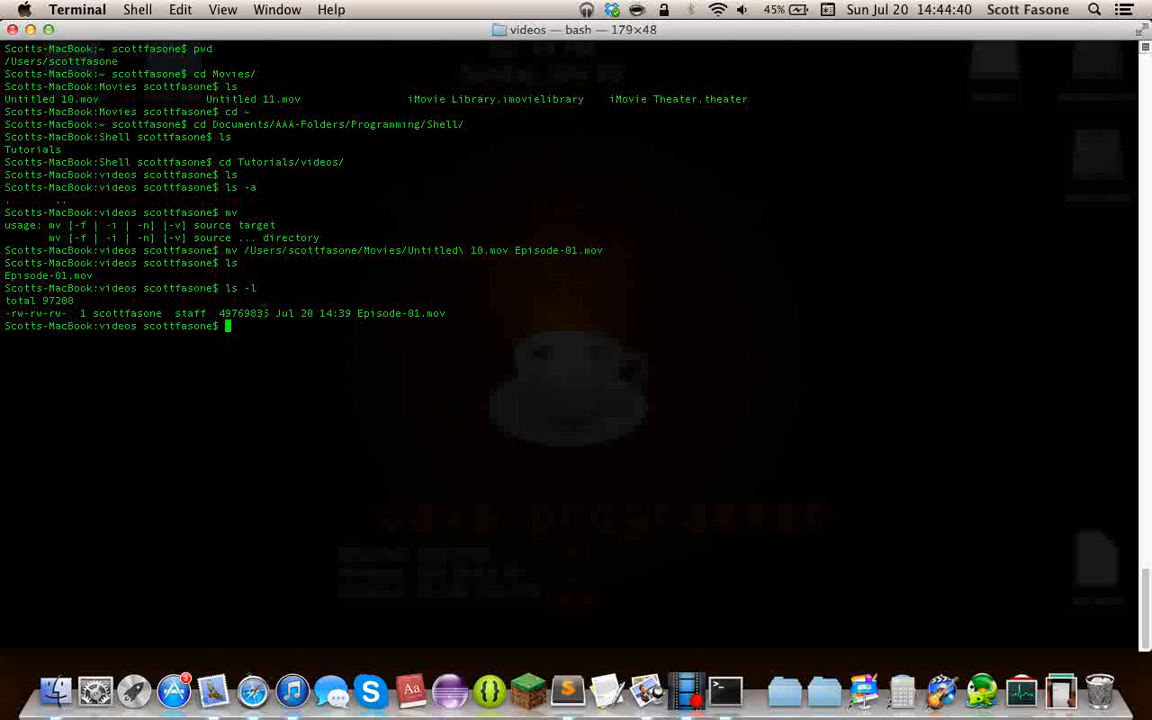 Terminal Shell Edit View Window Help 45% Sun Jul 20 14:44:40 Scott Fasone
videos — bash — 179×48
Scotts-MacBook:~ scottfasone$ pwd
/Users/scottfasone
Scotts-MacBook:~ scottfasone$ cd Movies/
Scotts-MacBook:Movies scottfasone$ ls
Untitled 10.mov Untitled 11.mov iMovie Library.imovielibrary iMovie Theater.theater
Scotts-MacBook:Movies scottfasone$ cd ~
Scotts-MacBook:~ scottfasone$ cd Documents/AAA-Folders/Programming/Shell/
Scotts-MacBook:Shell scottfasone$ ls
Tutorials
Scotts-MacBook:Shell scottfasone$ cd Tutorials/videos/
Scotts-MacBook:videos scottfasone$ ls
Scotts-MacBook:videos scottfasone$ ls -a
. ..
Scotts-MacBook:videos scottfasone$ mv
usage: mv [-f | -i | -n] [-v] source target
mv [-f | -i | -n] [-v] source ... directory
Scotts-MacBook:videos scottfasone$ mv /Users/scottfasone/Movies/Untitled\ 10.mov Episode-01.mov
Scotts-MacBook:videos scottfasone$ ls
Episode-01.mov
Scotts-MacBook:videos scottfasone$ ls -l
total 97208
-rw-rw-rw- 1 scottfasone staff 49769835 Jul 20 14:39 Episode-01.mov
Scotts-MacBook:videos scottfasone$
3